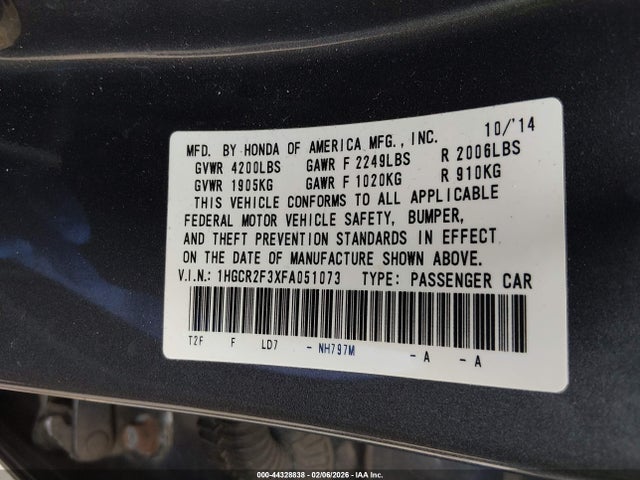 MFD. BY HONDA OF AMERICA MFG., INC. 10/'14
GVWR 4200LBS GAWR F 2249LBS R 2006LBS
GVWR 1905KG GAWR F 1020KG R 910KG
THIS VEHICLE CONFORMS TO ALL APPLICABLE
FEDERAL MOTOR VEHICLE SAFETY, BUMPER,
AND THEFT PREVENTION STANDARDS IN EFFECT
ON THE DATE OF MANUFACTURE SHOWN ABOVE.
V.I.N.: 1HGCR2F3XFA051073 TYPE: PASSENGER CAR
T2F F LD7 - NH797M - A - A
000-44328838 - 02/06/2026 - IAA Inc.